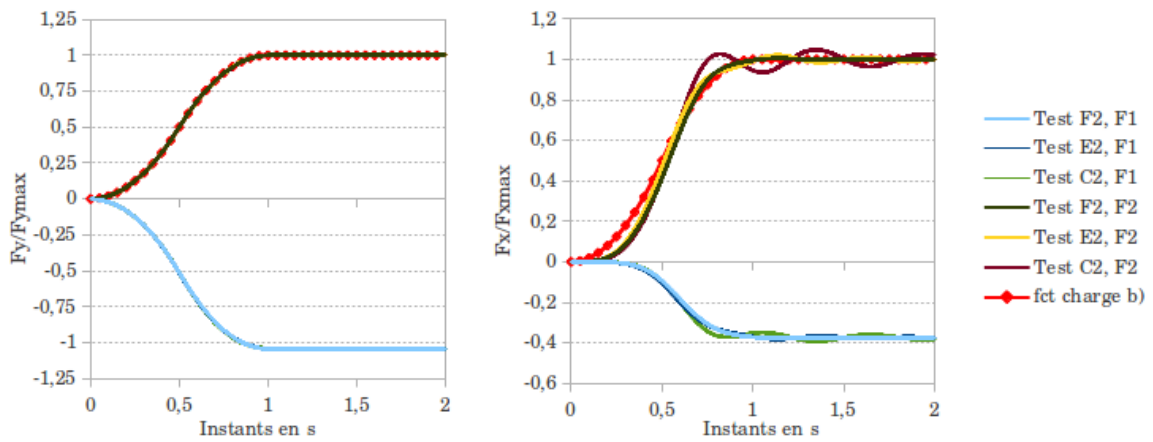 1,25
1
0,75
0,5
0,25
0
-0,25
-0,5
-0,75
-1
-1,25
Fy/Fymax
0 0,5 1 1,5 2
Instants en s
1,2
1
0,8
0,6
0,4
0,2
0
-0,2
-0,4
-0,6
Fx/Fxmax
0 0,5 1 1,5 2
Instants en s
Test F2, F1
Test E2, F1
Test C2, F1
Test F2, F2
Test E2, F2
Test C2, F2
fct charge b)